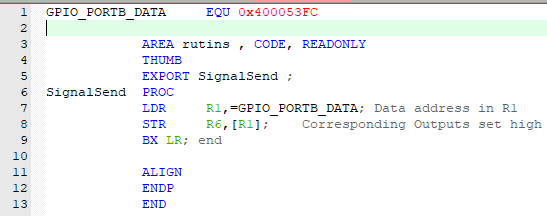 1 GPIO_PORTB_DATA EQU 0x400053FC
2
3 AREA rutins , CODE, READONLY
4 THUMB
5 EXPORT SignalSend ;
6 SignalSend PROC
7 LDR R1,=GPIO_PORTB_DATA; Data address in R1
8 STR R6,[R1]; Corresponding Outputs set high
9 BX LR; end
10
11 ALIGN
12 ENDP
13 END